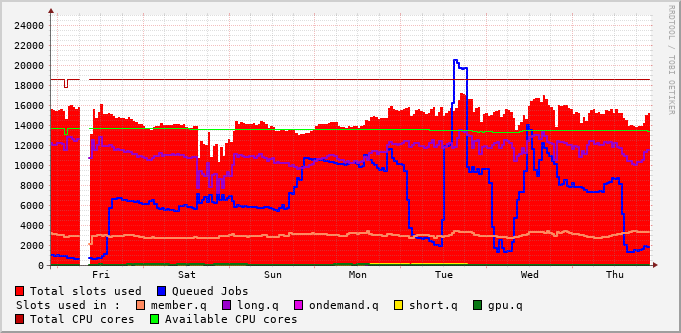 RRDTOOL / TOBI OETIKER
24000
22000
20000
18000
16000
14000
12000
10000
8000
6000
4000
2000
0
Fri Sat Sun Mon Tue Wed Thu
Total slots used Queued Jobs
Slots used in : member.q long.q ondemand.q short.q gpu.q
Total CPU cores Available CPU cores